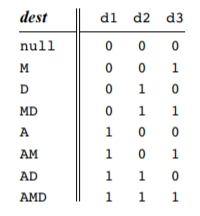 dest d1 d2 d3
null 0 0 0
M 0 0 1
D 0 1 0
MD 0 1 1
A 1 0 0
AM 1 0 1
AD 1 1 0
AMD 1 1 1